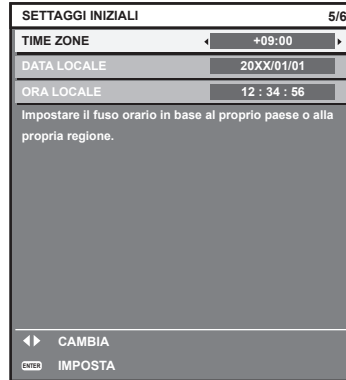 SETTAGGI INIZIALI 5/6
TIME ZONE +09:00
DATA LOCALE 20XX/01/01
ORA LOCALE 12 : 34 : 56
Impostare il fuso orario in base al proprio paese o alla
propria regione.
CAMBIA
ENTER IMPOSTA